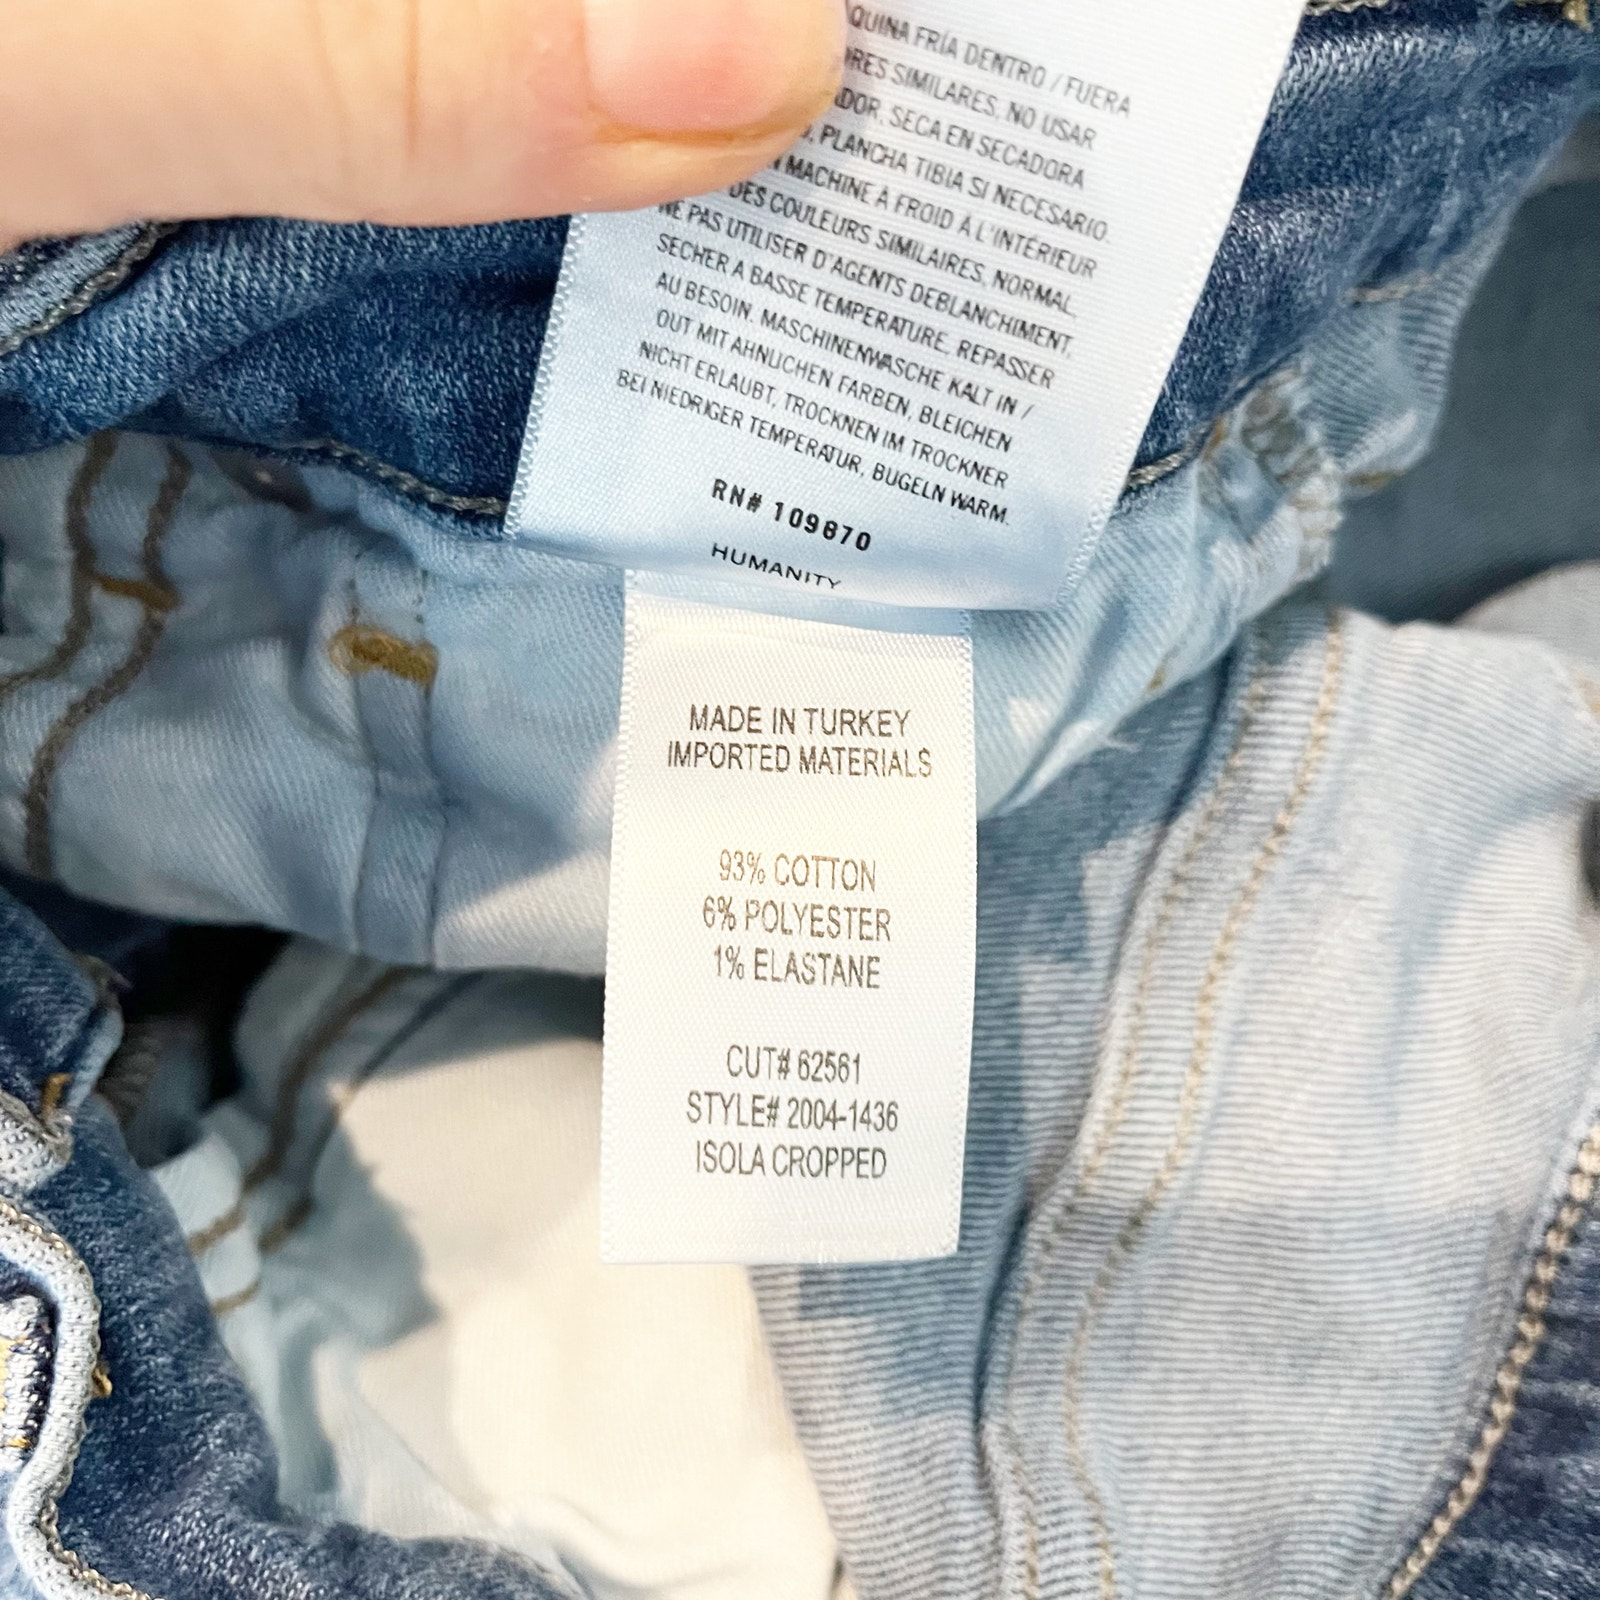 QUINA FRÍA DENTRO / FUERA
RES SIMILARES, NO USAR
DOR, SECA EN SECADORA
PLANCHA TIBIA SI NECESARIO.
MACHINE À FROID À L'INTÉRIEUR
DES COULEURS SIMILAIRES, NORMAL,
NE PAS UTILISER D'AGENTS DEBLANCHIMENT,
SECHER A BASSE TEMPERATURE, REPASSER
AU BESOIN. MASCHINENWASCHE KALT IN /
OUT MIT AHNLICHEN FARBEN, BLEICHEN
NICHT ERLAUBT, TROCKNEN IM TROCKNER
BEI NIEDRIGER TEMPERATUR, BUGELN WARM.
RN# 109870
HUMANITY
MADE IN TURKEY
IMPORTED MATERIALS
93% COTTON
6% POLYESTER
1% ELASTANE
CUT# 62561
STYLE# 2004-1436
ISOLA CROPPED